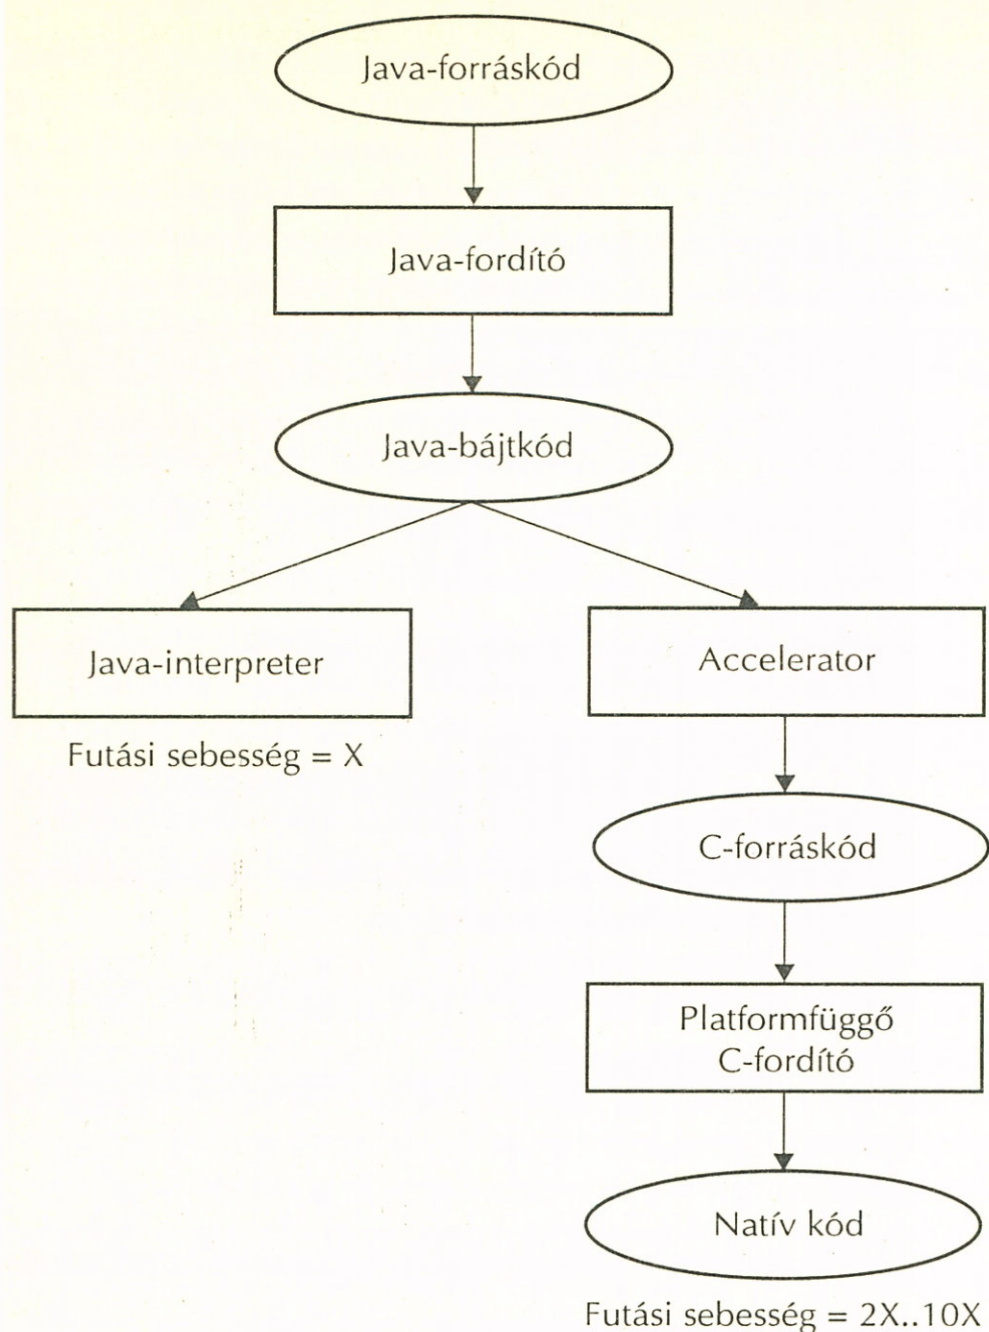 Java-forráskód
Java-fordító
Java-bájtkód
Java-interpreter
Accelerator
Futási sebesség = X
C-forráskód
Platformfüggő
C-fordító
Natív kód
Futási sebesség = 2X..10X